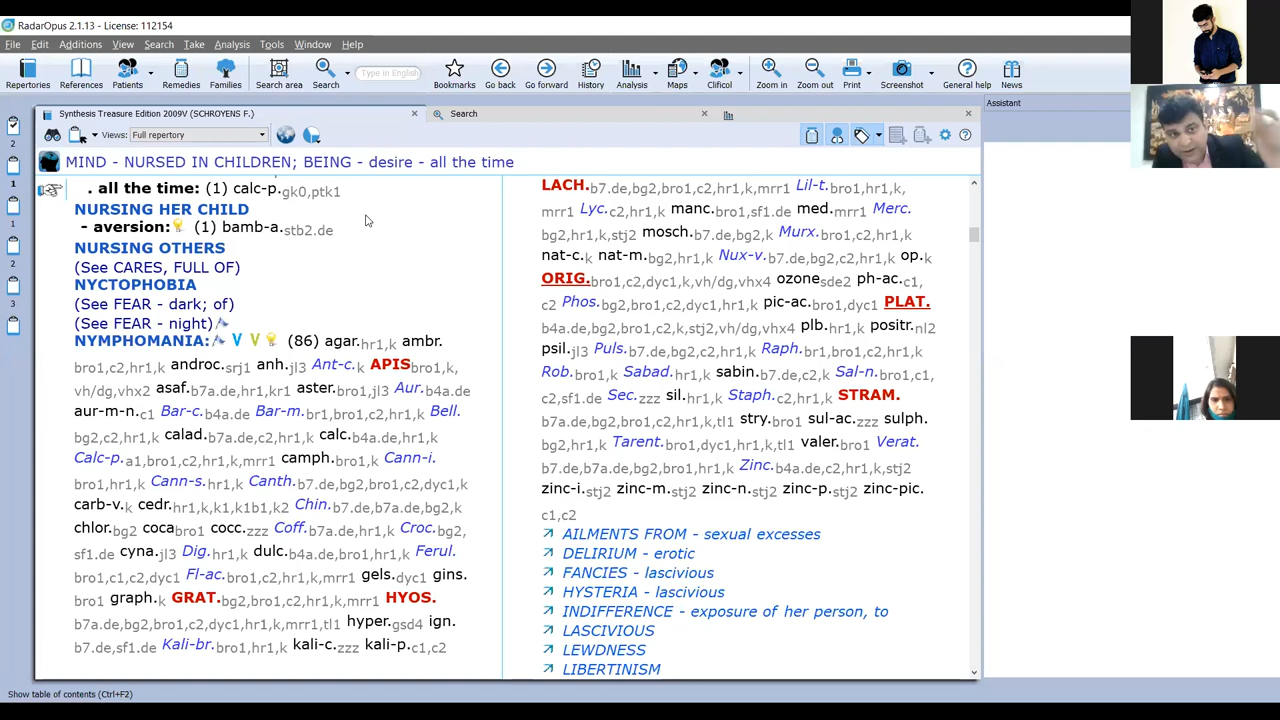 RadarOpus 2.1.13 - License: 112154
File Edit Additions View Search Take Analysis Tools Window Help
Repertories References Patients Remedies Families Search area Search Type in English Bookmarks Go back Go forward History Analysis Maps Clificol Zoom in Zoom out Print Screenshot General help News
Synthesis Treasure Edition 2009V (SCHROYENS F.) Search
Assistant
Views: Full repertory
MIND - NURSED IN CHILDREN; BEING - desire - all the time
2
1
1
2
3
. all the time: (1) calc-p.gk0,ptk1
NURSING HER CHILD
- aversion: (1) bamb-a.stb2.de
NURSING OTHERS
(See CARES, FULL OF)
NYCTOPHOBIA
(See FEAR - dark; of)
(See FEAR - night)
NYMPHOMANIA: V V (86) agar.hr1,k ambr.
bro1,c2,hr1,k androc.srj1 anh.jl3 Ant-c.k APISbro1,k,
vh/dg,vhx2 asaf.b7a.de,hr1,k aster.bro1,jl3 Aur.b4a.de
aur-m-n.c1 Bar-c.b4a.de Bar-m.br1,bro1,c2,hr1,k Bell.
bg2,c2,hr1,k calad.b7a.de,c2,hr1,k calc.b4a.de,hr1,k
Calc-p.a1,bro1,c2,hr1,k,mrr1 camph.bro1,k Cann-i.
bro1,hr1,k Cann-s.hr1,k Canth.b7.de,bg2,bro1,c2,dyc1,k
carb-v.k cedr.hr1,k,k1,k1b1,k2 Chin.b7.de,b7a.de,hr1,k
chlor.bg2 cocabro1 cocc.zzz Coff.b7a.de,hr1,k Croc.bg2,
sf1.de cyna.jl3 Dig.hr1,k dulc.b4a.de,bro1,hr1,k Ferul.
bro1,c1,c2,dyc1 Fl-ac.bro1,c2,hr1,k,mrr1 gels.dyc1 gins.
bro1 graph.k GRAT.bg2,bro1,c2,hr1,k,mrr1 HYOS.
b7a.de,bg2,bro1,c2,dyc1,hr1,k,mrr1,tl1 hyper.gsd4 ign.
b7.de,sf1.de Kali-br.bro1,hr1,k kali-c.zzz kali-p.c1,c2
LACH.b7.de,bg2,bro1,c2,hr1,k,mrr1 Lil-t.bro1,hr1,k,
mrr1 Lyc.c2,hr1,k manc.bro1,sf1.de med.mrr1 Merc.
bg2,hr1,k,stj2 mosch.b7.de,bg2,k Murx.bro1,c2,hr1,k
nat-c.k nat-m.bg2,hr1,k Nux-v.b7.de,bg2,c2,hr1,k op.k
ORIG.bro1,c2,dyc1,k,vh/dg,vhx4 ozonesde2 ph-ac.c1,
c2 Phos.bg2,bro1,c2,dyc1,hr1,k pic-ac.bro1,dyc1 PLAT.
b4a.de,bg2,bro1,c2,k,stj2,vh/dg,vhx4 plb.hr1,k positr.nl2
psil.jl3 Puls.b7.de,bg2,c2,hr1,k Raph.br1,bro1,c2,hr1,k
Rob.bro1,k Sabad.hr1,k sabin.b7.de,c2,k Sal-n.bro1,c1,
c2,sf1.de Sec.zzz sil.hr1,k Staph.c2,hr1,k STRAM.
b7a.de,bg2,bro1,c2,hr1,k,tl1 stry.bro1 sul-ac.zzz sulph.
bg2,hr1,k Tarent.bro1,dyc1,hr1,k,tl1 valer.bro1 Verat.
b7.de,b7a.de,bg2,bro1,hr1,k Zinc.b4a.de,c2,hr1,k,stj2
zinc-i.stj2 zinc-m.stj2 zinc-n.stj2 zinc-p.stj2 zinc-pic.
c1,c2
AILMENTS FROM - sexual excesses
DELIRIUM - erotic
FANCIES - lascivious
HYSTERIA - lascivious
INDIFFERENCE - exposure of her person, to
LASCIVIOUS
LEWDNESS
LIBERTINISM
Show table of contents (Ctrl+F2)